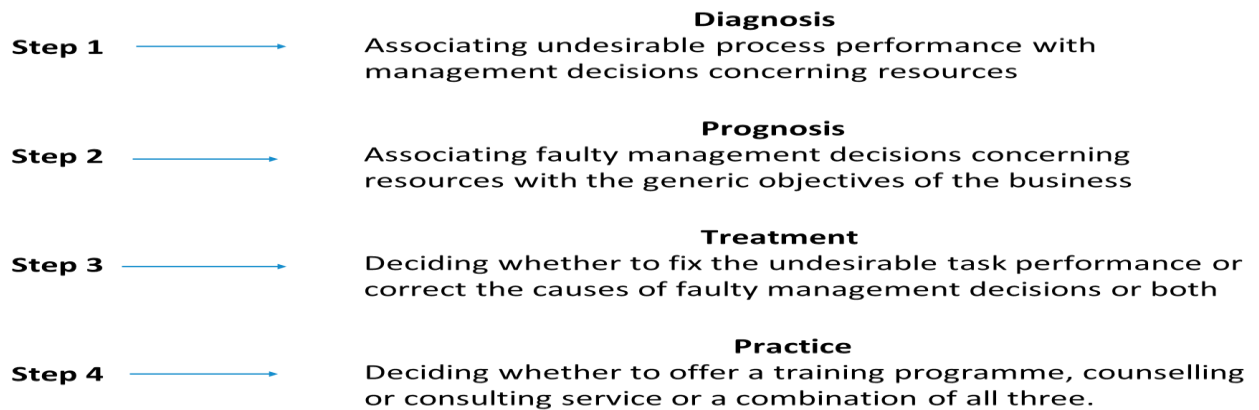 Diagnosis
Step 1
Associating undesirable process performance with
management decisions concerning resources
Prognosis
Step 2
Associating faulty management decisions concerning
resources with the generic objectives of the business
Treatment
Step 3
Deciding whether to fix the undesirable task performance or
correct the causes of faulty management decisions or both
Practice
Step 4
Deciding whether to offer a training programme, counselling
or consulting service or a combination of all three.